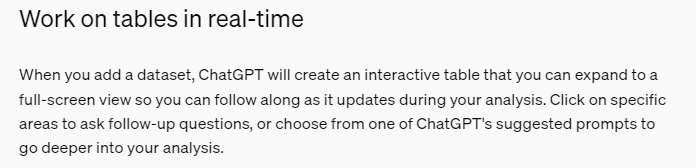 Work on tables in real-time
When you add a dataset, ChatGPT will create an interactive table that you can expand to a
full-screen view so you can follow along as it updates during your analysis. Click on specific
areas to ask follow-up questions, or choose from one of ChatGPT's suggested prompts to
go deeper into your analysis.